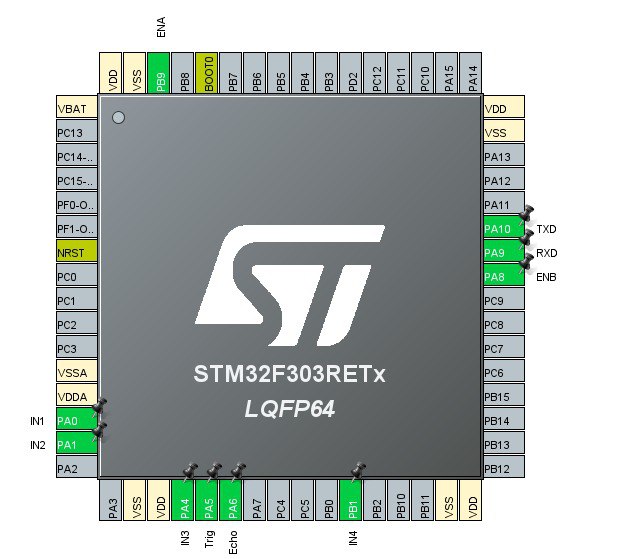 ENA
VDD
VSS
PB9
PB8
BOOT0
PB7
PB6
PB5
PB4
PB3
PD2
PC12
PC11
PC10
PA15
PA14
VBAT
PC13
PC14-..
PC15-..
PF0-O..
PF1-O..
NRST
PC0
PC1
PC2
PC3
VSSA
VDDA
IN1 PA0
IN2 PA1
PA2
VDD
VSS
PA13
PA12
PA11
PA10 TXD
PA9 RXD
PA8 ENB
PC9
PC8
PC7
PC6
PB15
PB14
PB13
PB12
ST
STM32F303RETx
LQFP64
PA3
VSS
VDD
PA4
PA5
PA6
PA7
PC4
PC5
PB0
PB1
PB2
PB10
PB11
VSS
VDD
IN3
Trig
Echo
IN4